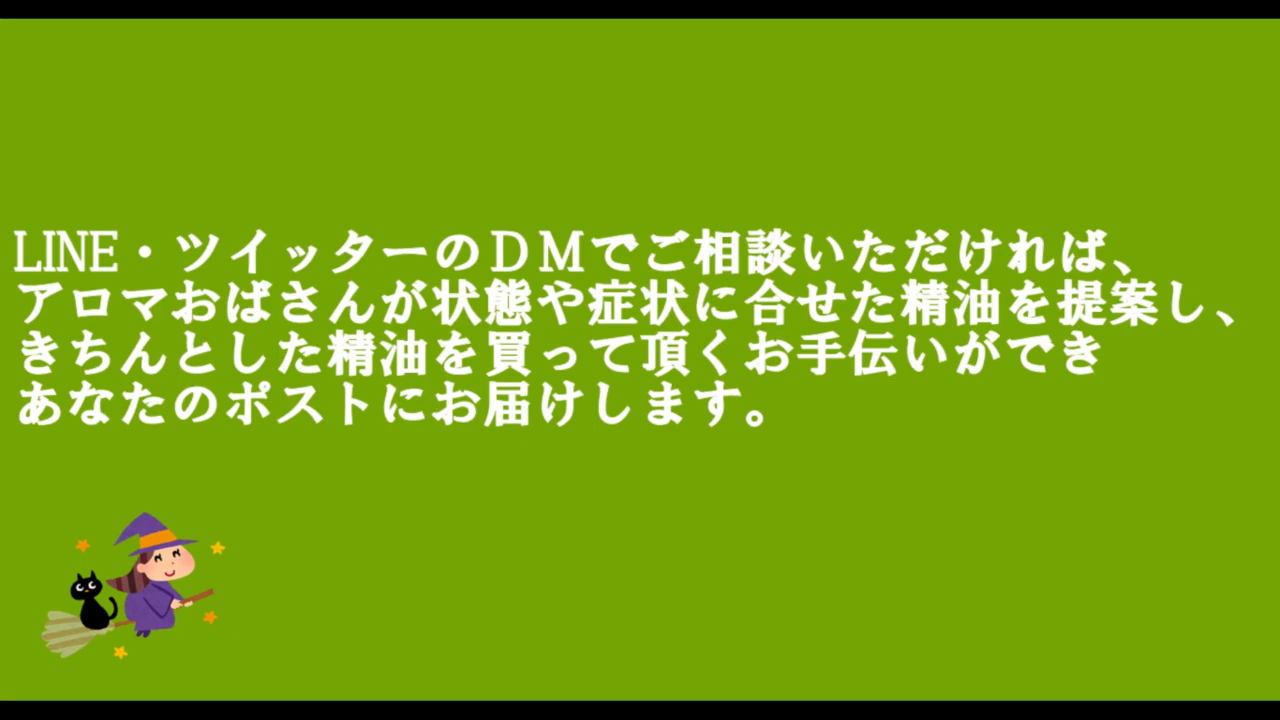 LINE・ツイッターのＤＭでご相談いただければ、
アロマおばさんが状態や症状に合せた精油を提案し、
きちんとした精油を買って頂くお手伝いができ
あなたのポストにお届けします。